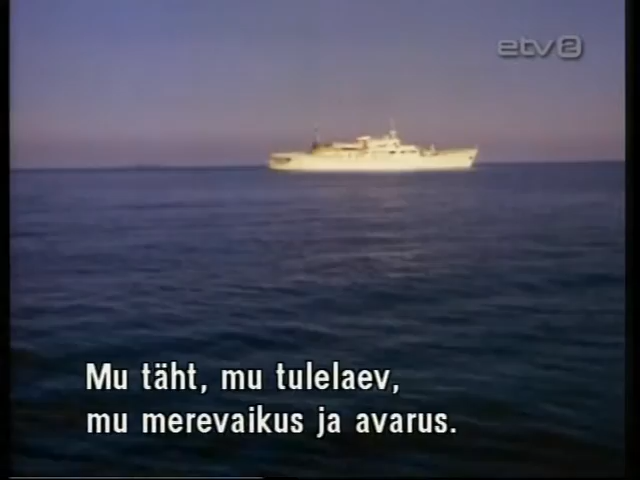 etv2
Mu täht, mu tulelaev,
mu merevaikus ja avarus.